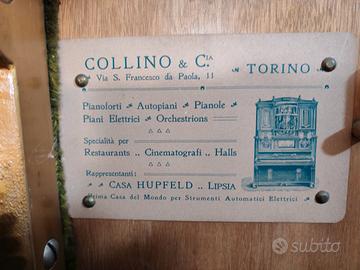 COLLINO & C.IA
Via S. Francesco da Paola, 11
TORINO
Pianoforti Autopiani Pianole
Piani Elettrici Orchestrions
Specialità per
Restaurants .. Cinematografi .. Halls
Rappresentanti:
CASA HUPFELD .. LIPSIA
Prima Casa del Mondo per Strumenti Automatici Elettrici
subito